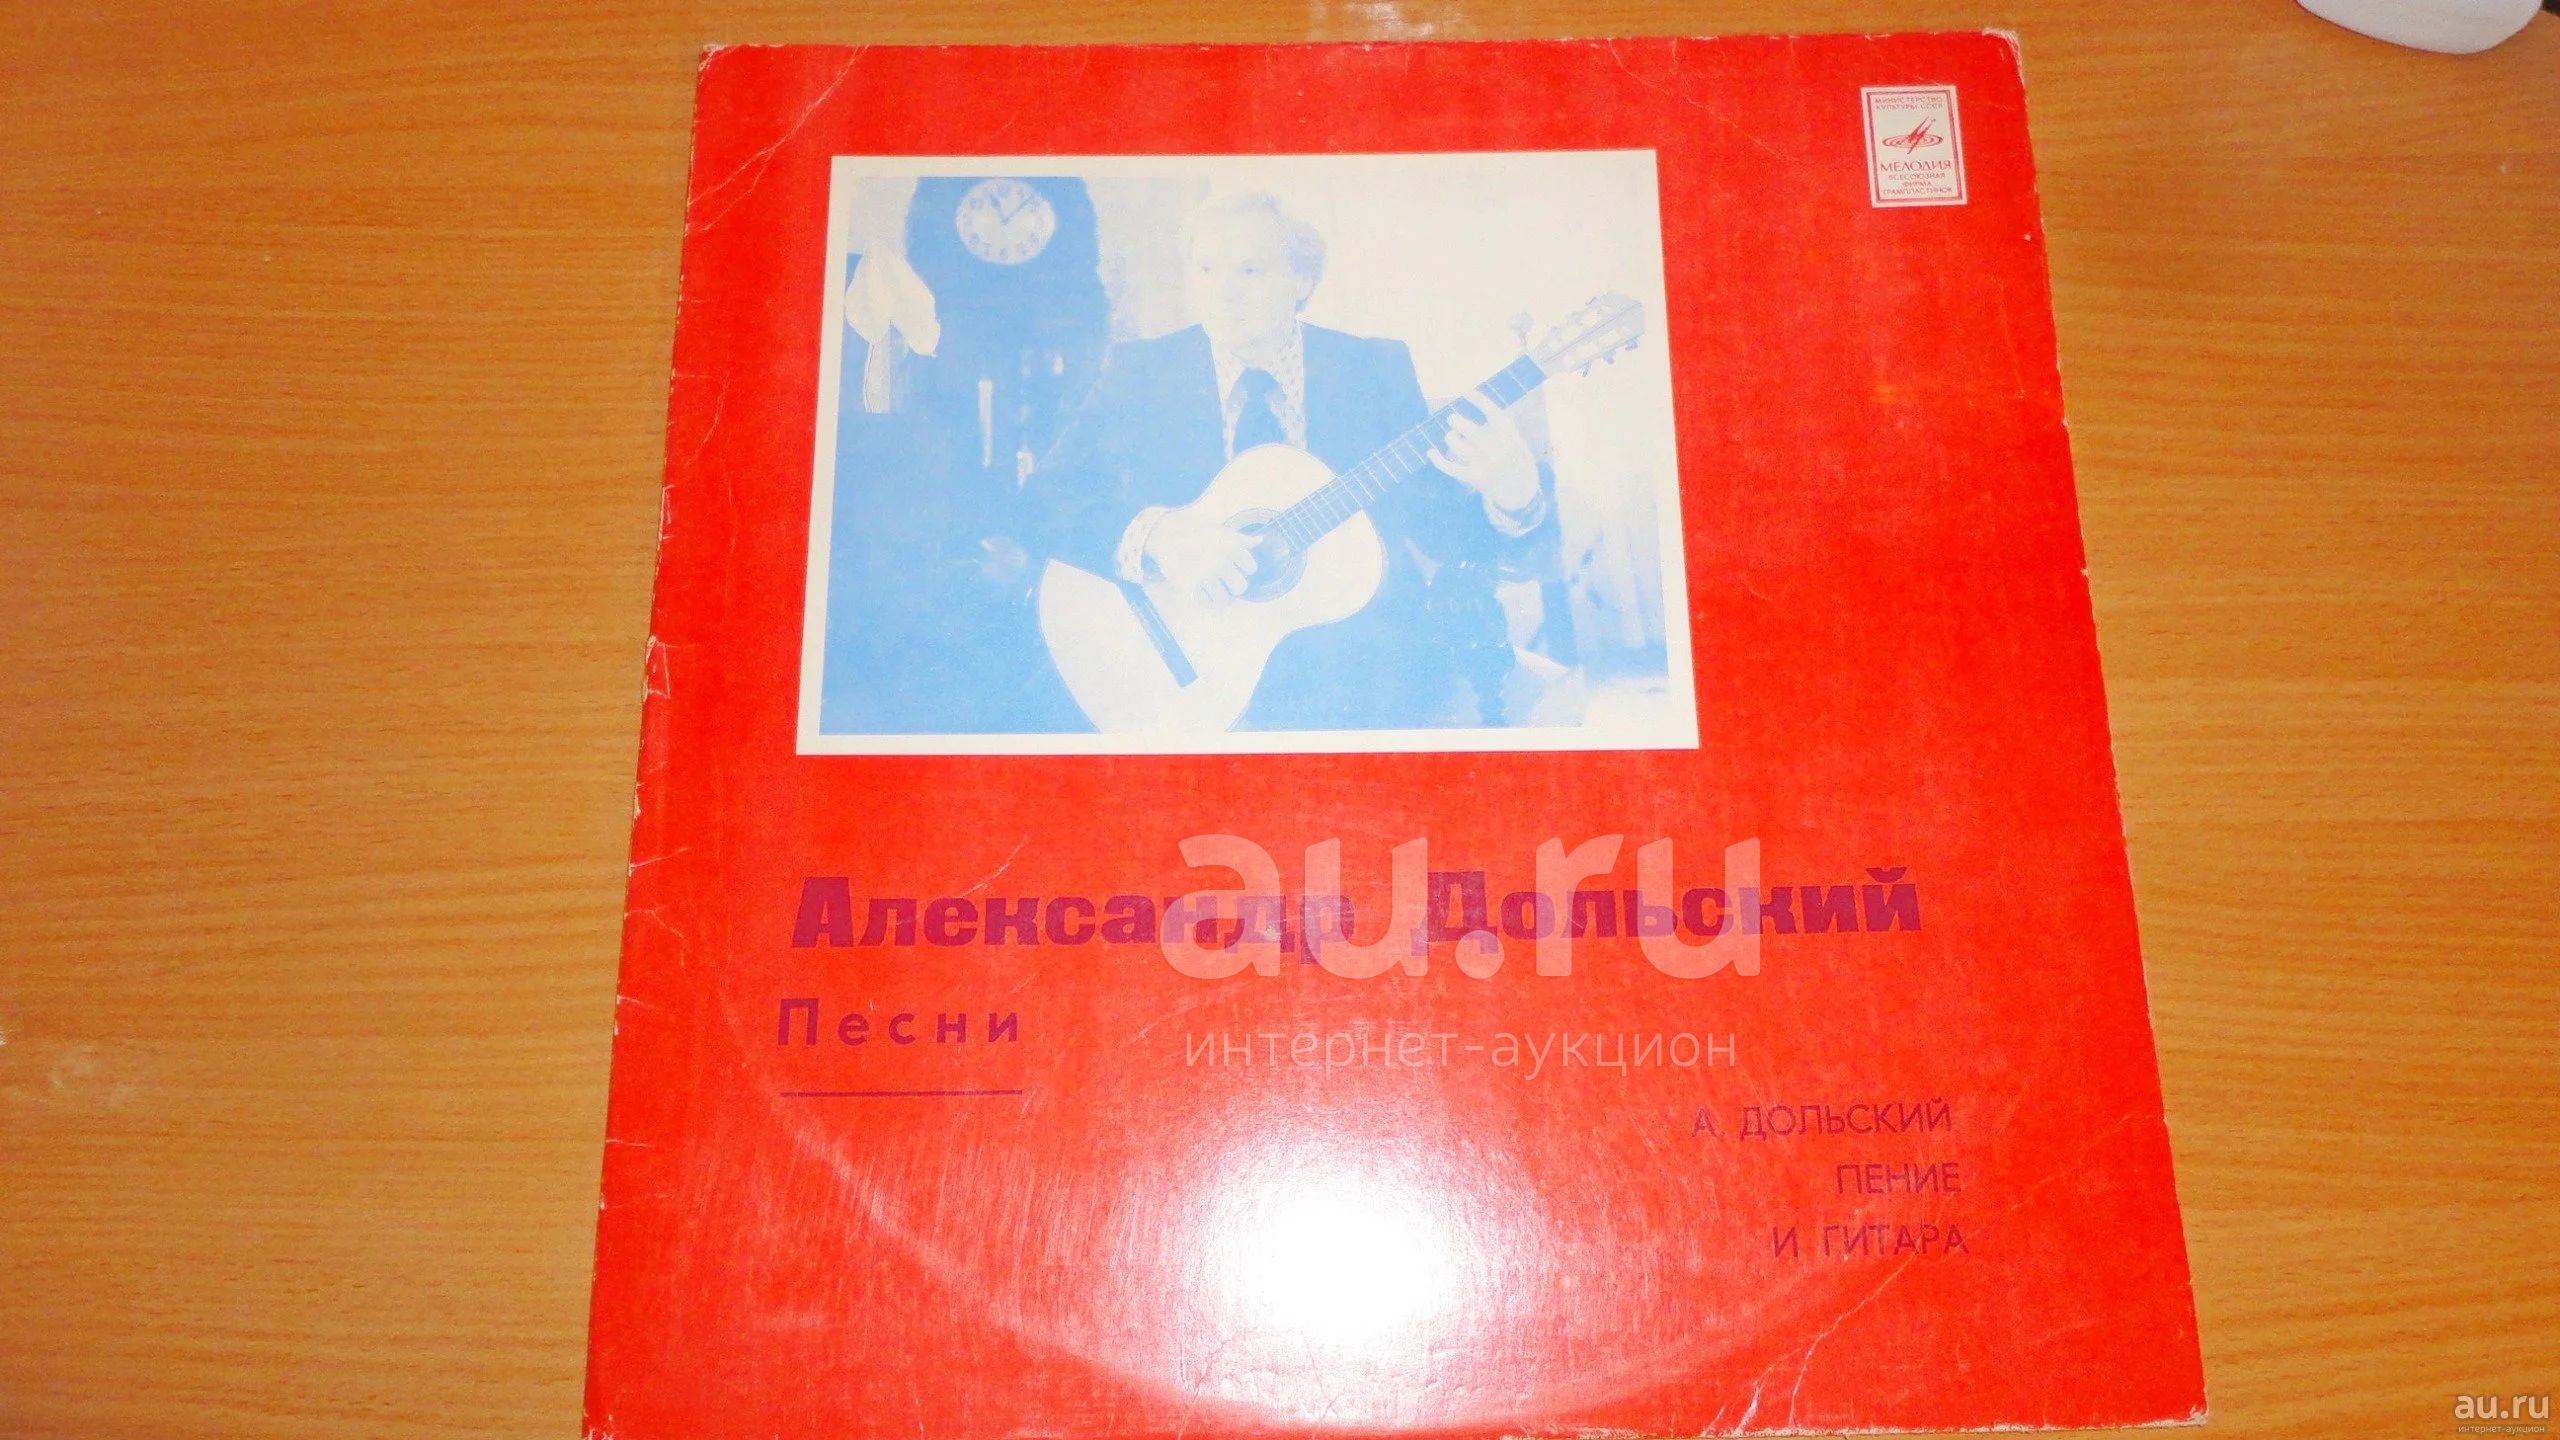 МИНИСТЕРСТВО
КУЛЬТУРЫ СССР
МЕЛОДИЯ
ВСЕСОЮЗНАЯ
ФИРМА
ГРАМПЛАСТИНОК
Александр Дольский
au.ru
Песни
интернет-аукцион
А. ДОЛЬСКИЙ
ПЕНИЕ
И ГИТАРА
au.ru
интернет-аукцион